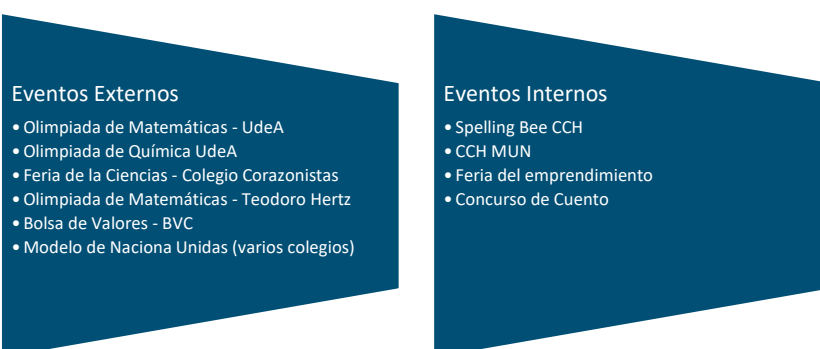 Eventos Externos
• Olimpiada de Matemáticas - UdeA
• Olimpiada de Química UdeA
• Feria de la Ciencias - Colegio Corazonistas
• Olimpiada de Matemáticas - Teodoro Hertz
• Bolsa de Valores - BVC
• Modelo de Naciona Unidas (varios colegios)
Eventos Internos
• Spelling Bee CCH
• CCH MUN
• Feria del emprendimiento
• Concurso de Cuento